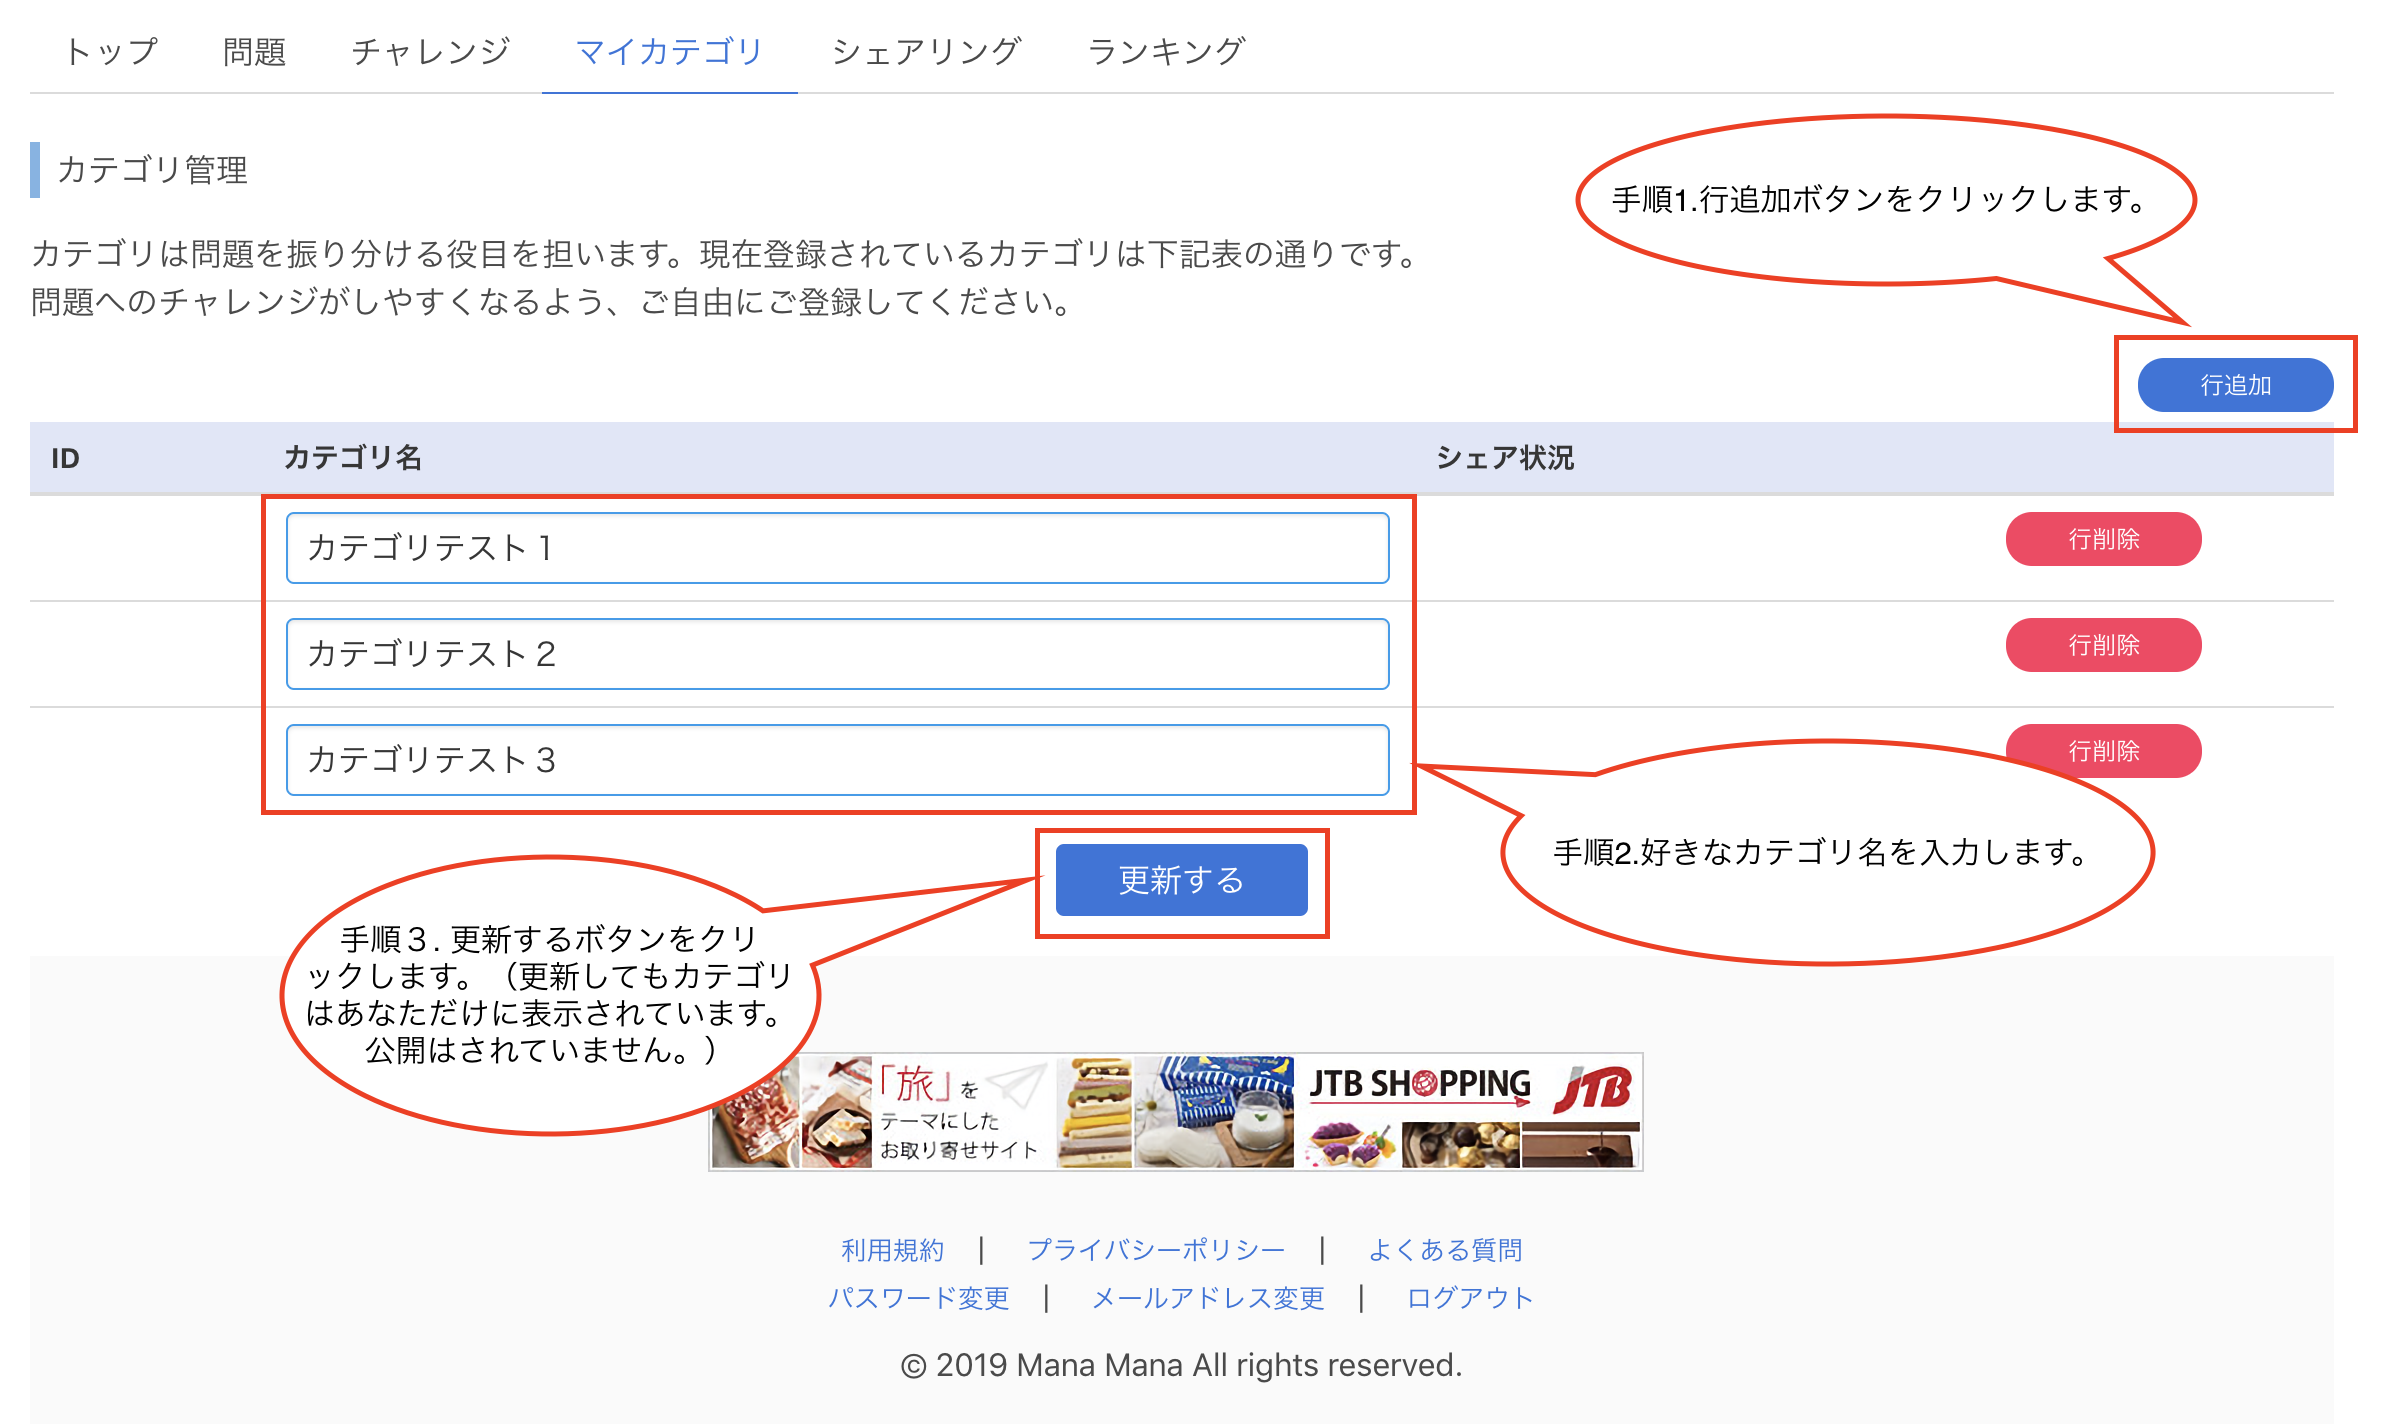 トップ 問題 チャレンジ マイカテゴリ シェアリング ランキング
カテゴリ管理
手順1.行追加ボタンをクリックします。
カテゴリは問題を振り分ける役目を担います。現在登録されているカテゴリは下記表の通りです。
問題へのチャレンジがしやすくなるよう、ご自由にご登録してください。
行追加
ID カテゴリ名 シェア状況
カテゴリテスト１ 行削除
カテゴリテスト２ 行削除
カテゴリテスト３ 行削除
手順2.好きなカテゴリ名を入力します。
更新する
手順３. 更新するボタンをクリ
ックします。（更新してもカテゴリ
はあなただけに表示されています。
公開はされていません。）
「旅」を
テーマにした
お取り寄せサイト
JTB SHOPPING JTB
利用規約 | プライバシーポリシー | よくある質問
パスワード変更 | メールアドレス変更 | ログアウト
© 2019 Mana Mana All rights reserved.